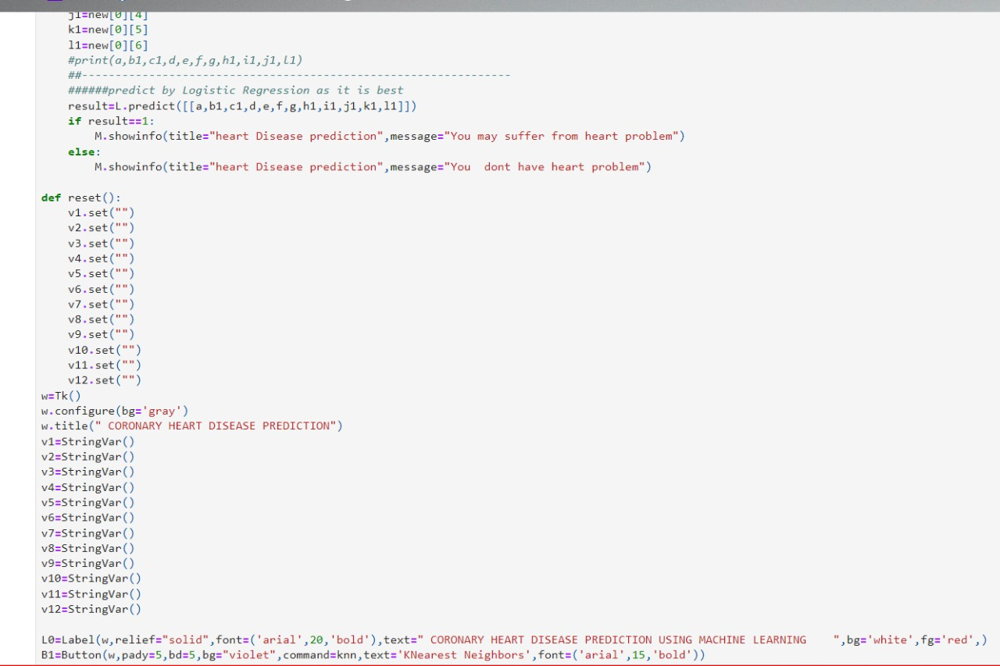 j1=new[0][4]
    k1=new[0][5]
    l1=new[0][6]
    #print(a,b1,c1,d,e,f,g,h1,i1,j1,l1)
    ##----------------------------------------------------------------
    ######predict by Logistic Regression as it is best
    result=L.predict([[a,b1,c1,d,e,f,g,h1,i1,j1,k1,l1]])
    if result==1:
        M.showinfo(title="heart Disease prediction",message="You may suffer from heart problem")
    else:
        M.showinfo(title="heart Disease prediction",message="You  dont have heart problem")

def reset():
    v1.set("")
    v2.set("")
    v3.set("")
    v4.set("")
    v5.set("")
    v6.set("")
    v7.set("")
    v8.set("")
    v9.set("")
    v10.set("")
    v11.set("")
    v12.set("")
w=Tk()
w.configure(bg='gray')
w.title(" CORONARY HEART DISEASE PREDICTION")
v1=StringVar()
v2=StringVar()
v3=StringVar()
v4=StringVar()
v5=StringVar()
v6=StringVar()
v7=StringVar()
v8=StringVar()
v9=StringVar()
v10=StringVar()
v11=StringVar()
v12=StringVar()

L0=Label(w,relief="solid",font=('arial',20,'bold'),text=" CORONARY HEART DISEASE PREDICTION USING MACHINE LEARNING    ",bg='white',fg='red',)
B1=Button(w,pady=5,bd=5,bg="violet",command=knn,text='KNearest Neighbors',font=('arial',15,'bold'))